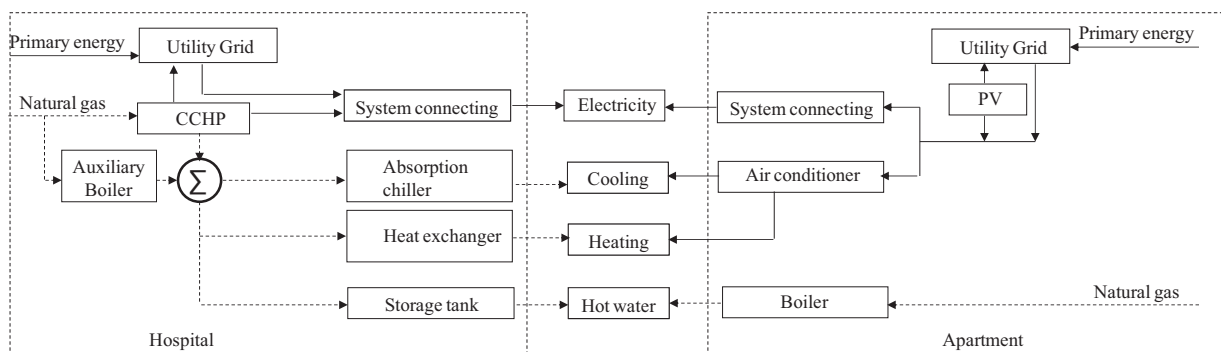 Primary energy
Utility Grid
Utility Grid
Primary energy
Natural gas
CCHP
System connecting
Electricity
System connecting
PV
Auxiliary
Boiler
Σ
Absorption
chiller
Cooling
Air conditioner
Heat exchanger
Heating
Storage tank
Hot water
Boiler
Natural gas
Hospital
Apartment